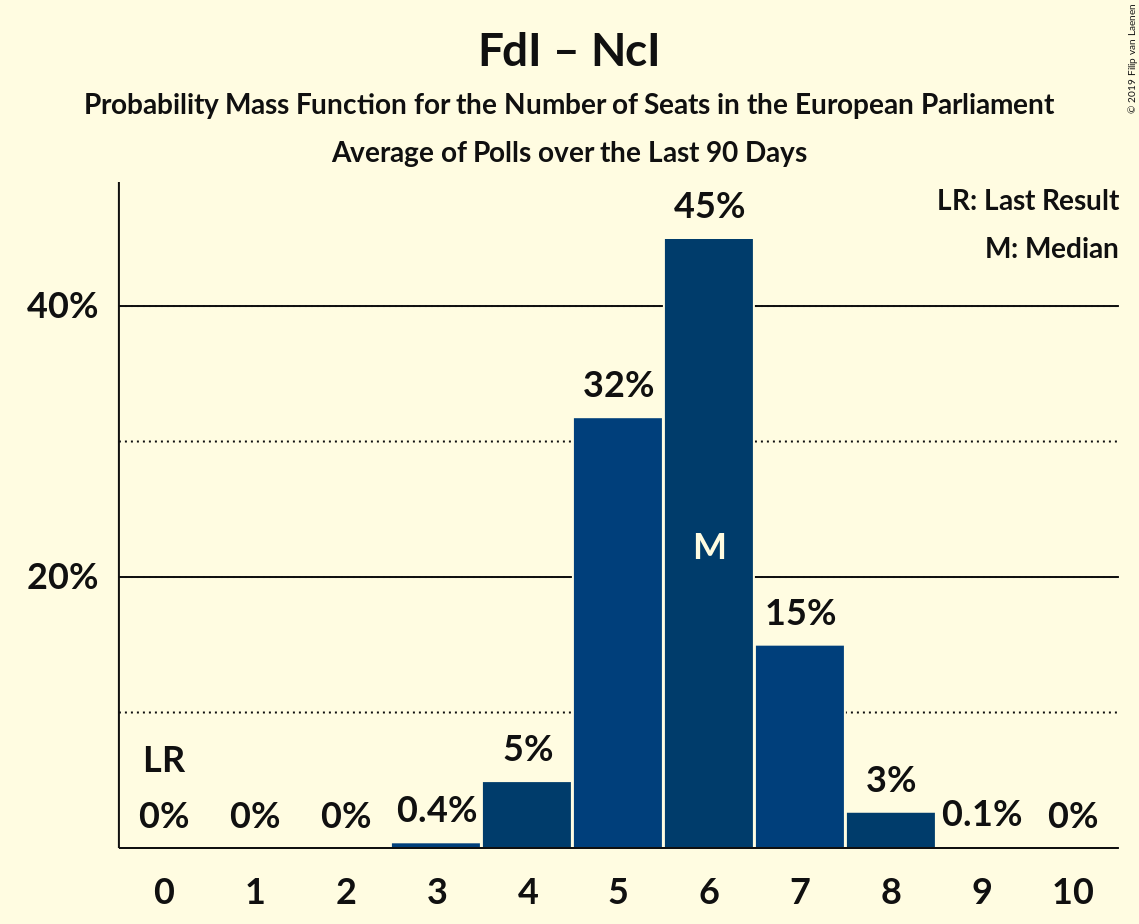 FdI – NcI
Probability Mass Function for the Number of Seats in the European Parliament
Average of Polls over the Last 90 Days
© 2019 Filip van Laenen
LR: Last Result
M: Median
45%
40%
32%
M
20%
15%
LR
5%
3%
0%
0%
0%
0.4%
0.1%
0%
0 1 2 3 4 5 6 7 8 9 10